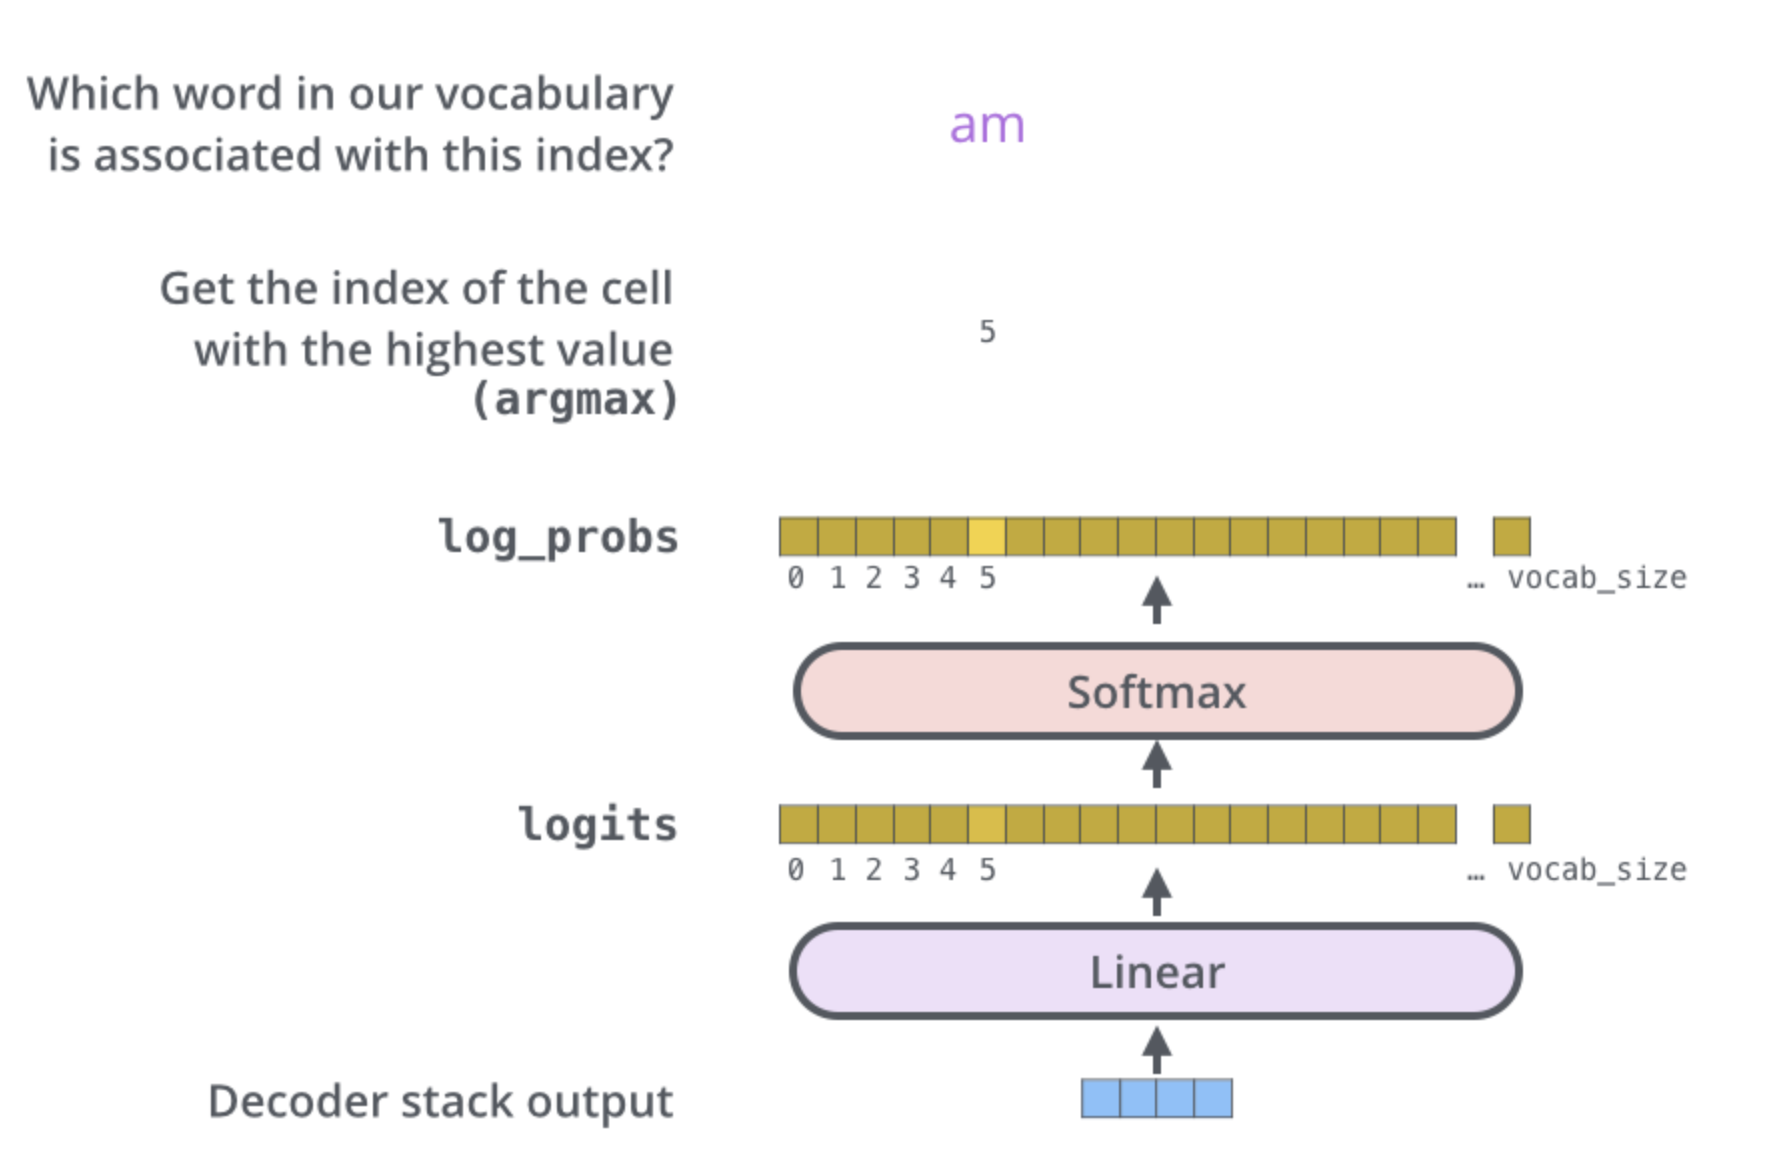 Which word in our vocabulary
is associated with this index?
am
Get the index of the cell
with the highest value
(argmax)
5
log_probs
0 1 2 3 4 5 … vocab_size
Softmax
logits
0 1 2 3 4 5 … vocab_size
Linear
Decoder stack output